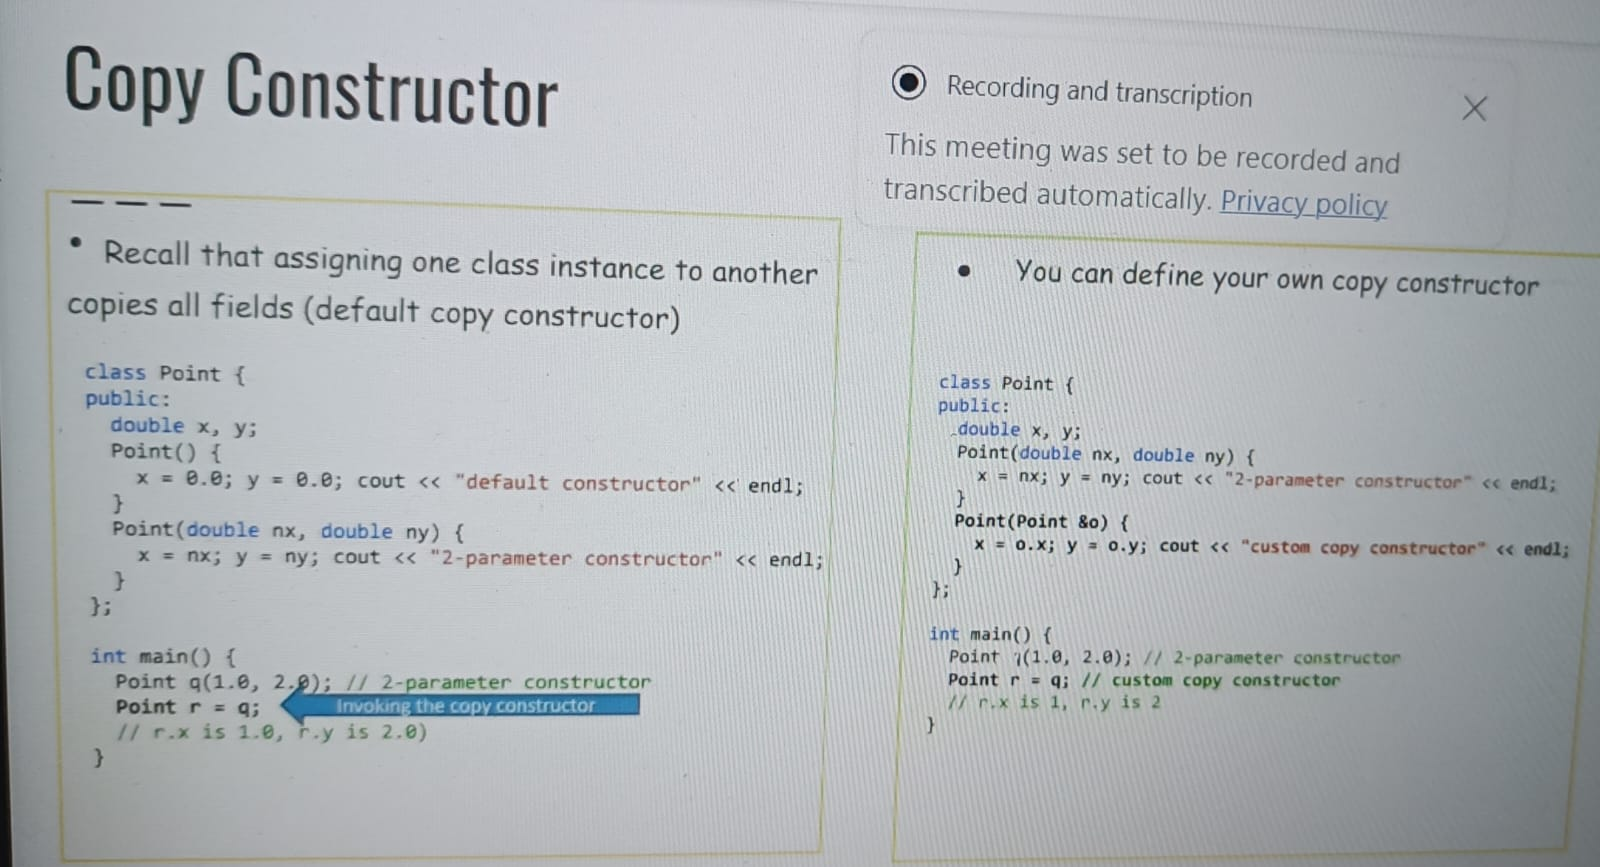 Copy Constructor
Recording and transcription
This meeting was set to be recorded and
transcribed automatically. Privacy policy
• Recall that assigning one class instance to another
copies all fields (default copy constructor)
class Point {
public:
double x, y;
Point() {
x = 0.0; y = 0.0; cout << "default constructor" << endl;
}
Point(double nx, double ny) {
x = nx; y = ny; cout << "2-parameter constructor" << endl;
}
};
int main() {
Point q(1.0, 2.0); // 2-parameter constructor
Point r = q;
Invoking the copy constructor
// r.x is 1.0, r.y is 2.0)
}
• You can define your own copy constructor
class Point {
public:
double x, y;
Point(double nx, double ny) {
x = nx; y = ny; cout << "2-parameter constructor" << endl;
}
Point(Point &o) {
x = o.x; y = o.y; cout << "custom copy constructor" << endl;
}
};
int main() {
Point q(1.0, 2.0); // 2-parameter constructor
Point r = q; // custom copy constructor
// r.x is 1, r.y is 2
}